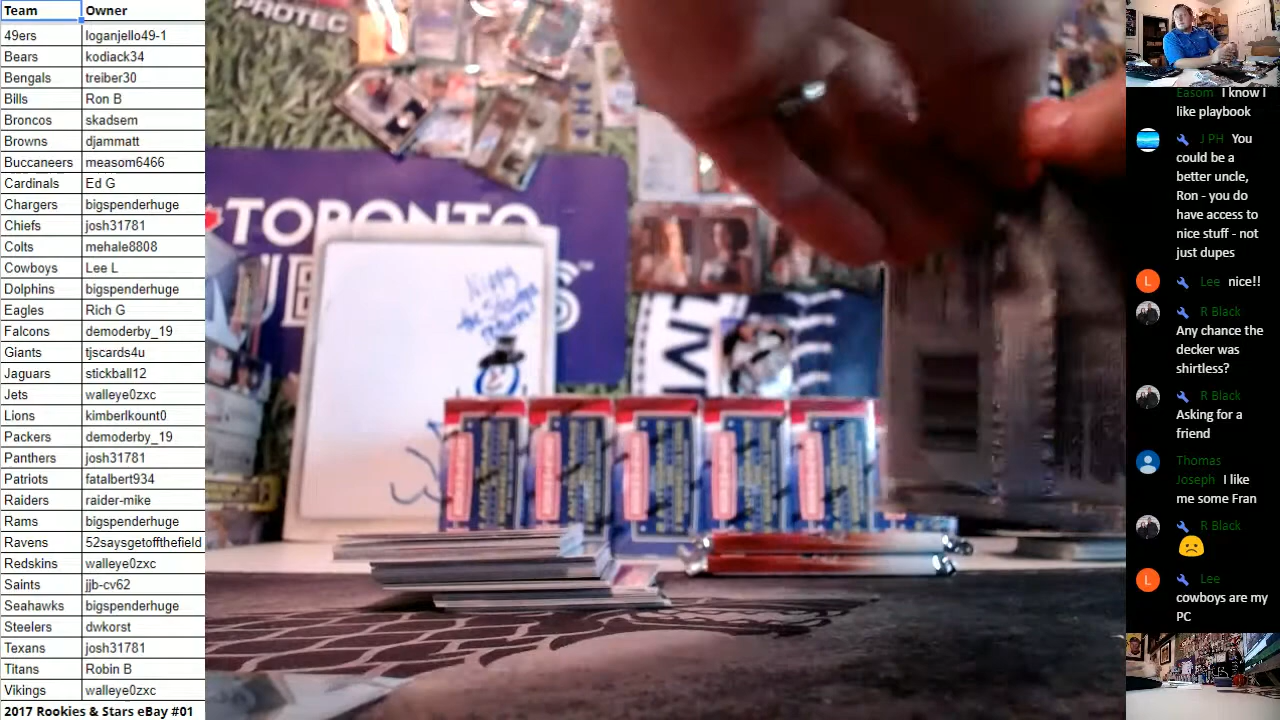 Team Owner
49ers loganjello49-1
Bears kodiack34
Bengals treiber30
Bills Ron B
Broncos skadsem
Browns djammatt
Buccaneers measom6466
Cardinals Ed G
Chargers bigspenderhuge
Chiefs josh31781
Colts mehale8808
Cowboys Lee L
Dolphins bigspenderhuge
Eagles Rich G
Falcons demoderby_19
Giants tjscards4u
Jaguars stickball12
Jets walleye0zxc
Lions kimberlkount0
Packers demoderby_19
Panthers josh31781
Patriots fatalbert934
Raiders raider-mike
Rams bigspenderhuge
Ravens 52saysgetoffthefield
Redskins walleye0zxc
Saints jjb-cv62
Seahawks bigspenderhuge
Steelers dwkorst
Texans josh31781
Titans Robin B
Vikings walleye0zxc
2017 Rookies & Stars eBay #01
PROTEC
TORONTO
Easom I know I
like playbook
J PH You
could be a
better uncle,
Ron - you do
have access to
nice stuff - not
just dupes
Lee nice!!
R Black
Any chance the
decker was
shirtless?
R Black
Asking for a
friend
Thomas
Joseph I like
me some Fran
R Black
Lee
cowboys are my
PC